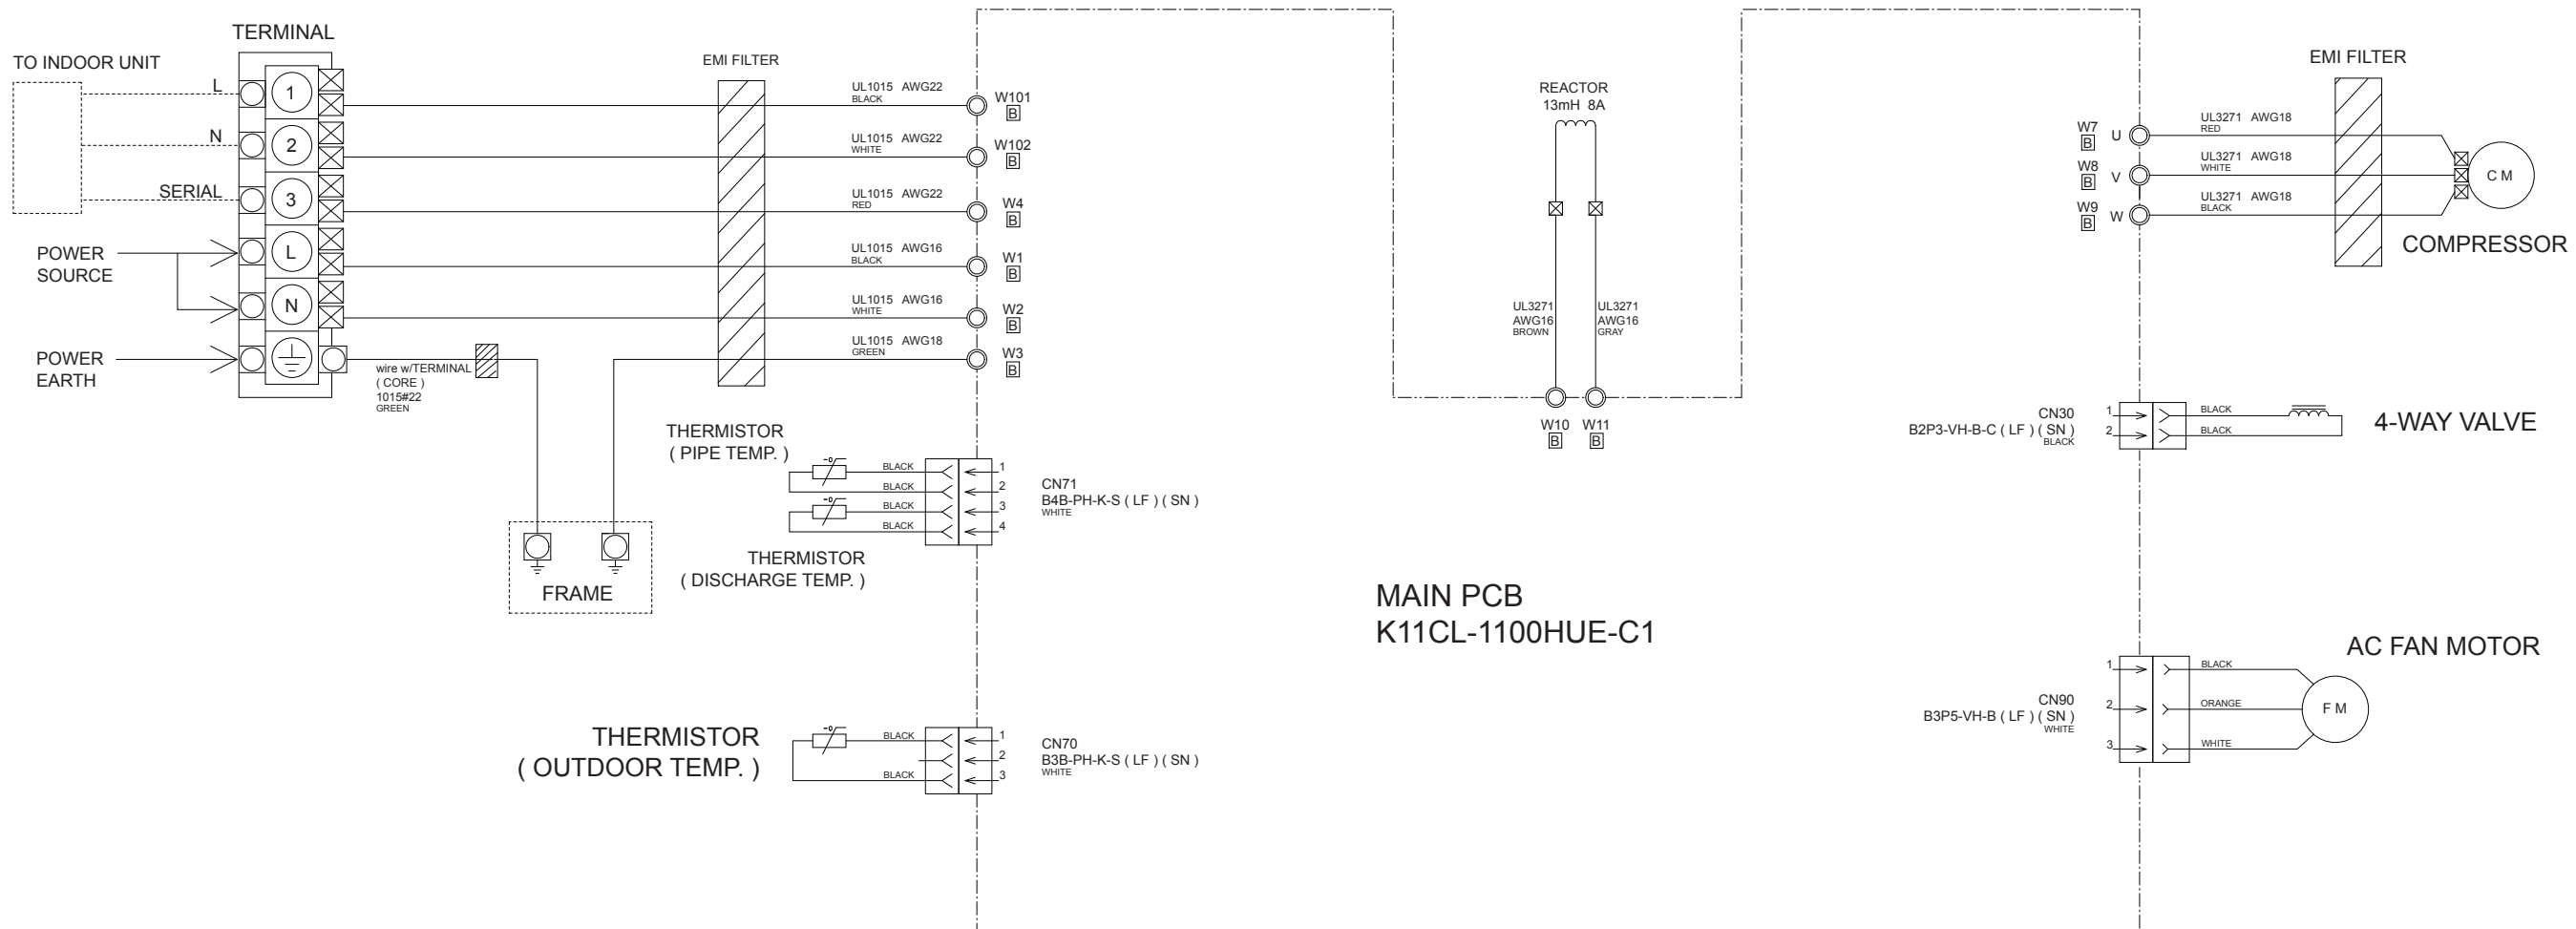 TERMINAL
TO INDOOR UNIT
L
N
SERIAL
1
2
3
L
N
POWER
SOURCE
POWER
EARTH
wire w/TERMINAL
( CORE )
1015#22
GREEN
FRAME
EMI FILTER
UL1015 AWG22
BLACK
W101
B
UL1015 AWG22
WHITE
W102
B
UL1015 AWG22
RED
W4
B
UL1015 AWG16
BLACK
W1
B
UL1015 AWG16
WHITE
W2
B
UL1015 AWG18
GREEN
W3
B
THERMISTOR
( PIPE TEMP. )
BLACK
BLACK
BLACK
BLACK
1
2
3
4
CN71
B4B-PH-K-S ( LF ) ( SN )
WHITE
THERMISTOR
( DISCHARGE TEMP. )
THERMISTOR
( OUTDOOR TEMP. )
BLACK
BLACK
1
2
3
CN70
B3B-PH-K-S ( LF ) ( SN )
WHITE
REACTOR
13mH 8A
UL3271
AWG16
BROWN
UL3271
AWG16
GRAY
W10
B
W11
B
MAIN PCB
K11CL-1100HUE-C1
EMI FILTER
W7
B
U
UL3271 AWG18
RED
W8
B
V
UL3271 AWG18
WHITE
W9
B
W
UL3271 AWG18
BLACK
C M
COMPRESSOR
CN30
B2P3-VH-B-C ( LF ) ( SN )
BLACK
1
2
BLACK
BLACK
4-WAY VALVE
AC FAN MOTOR
CN90
B3P5-VH-B ( LF ) ( SN )
WHITE
1
2
3
BLACK
ORANGE
WHITE
F M